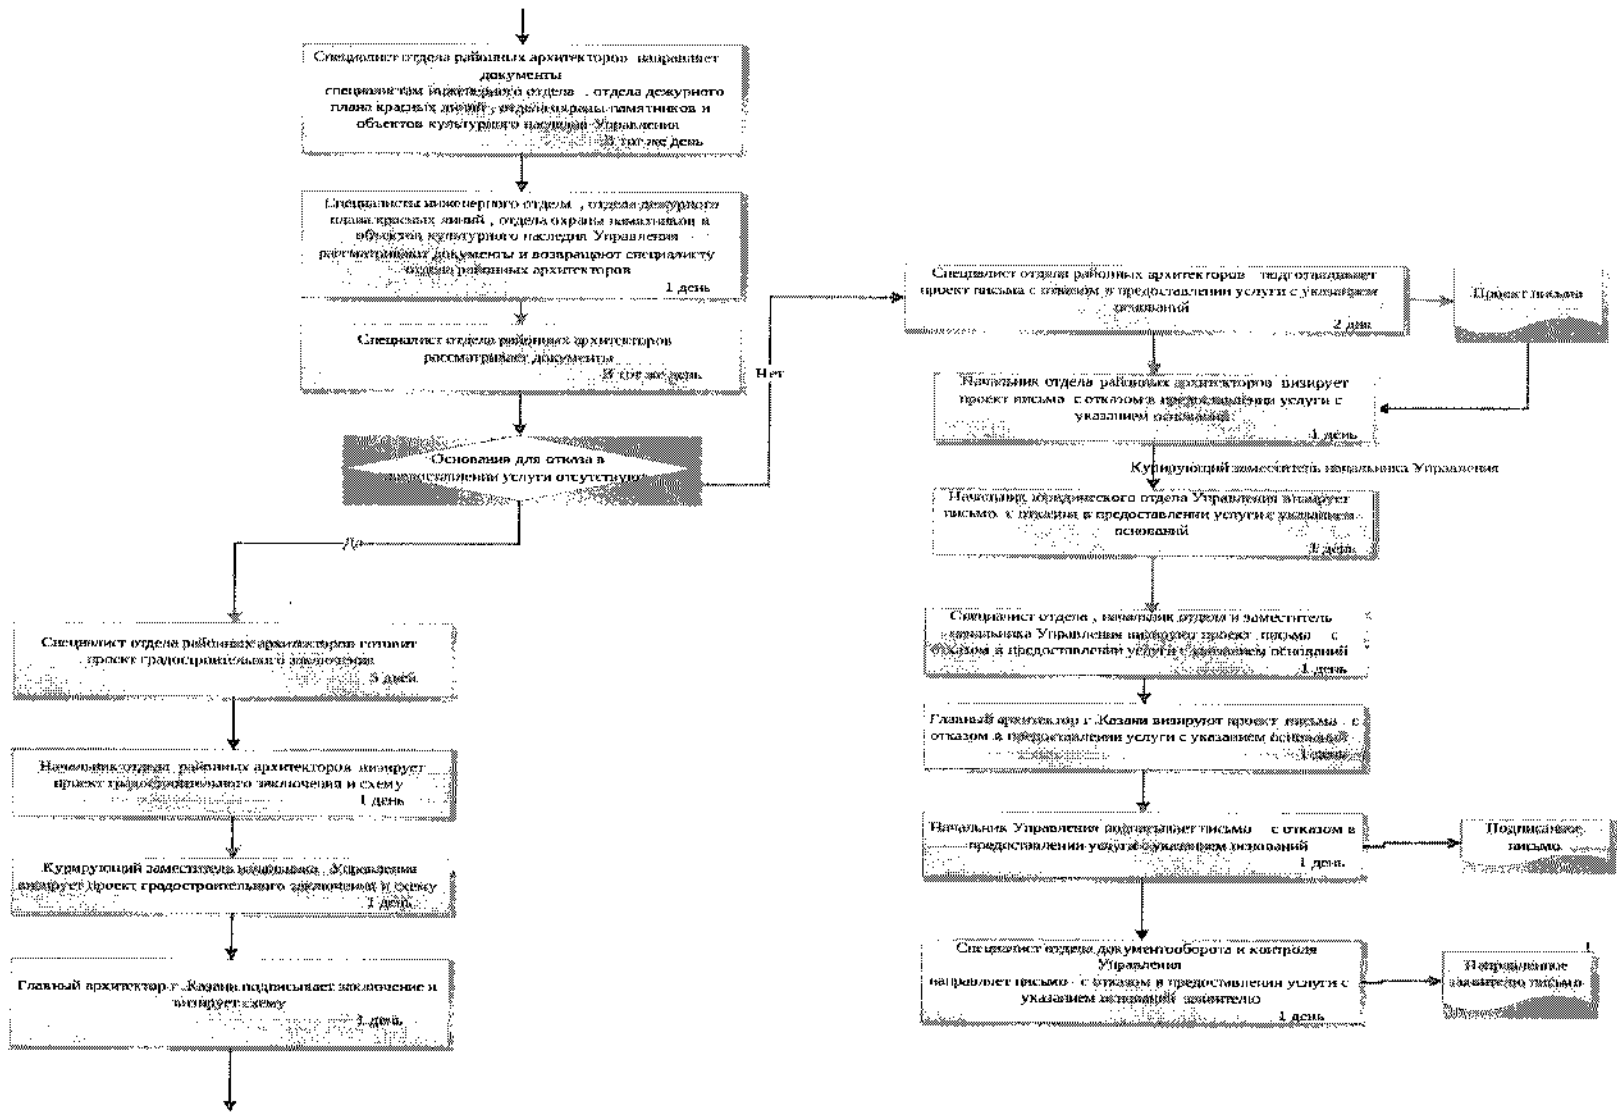 Специалист отдела районных архитекторов направляет
документы
специалистам инженерного отдела , отдела дежурного
плана красных линий , отдела охраны памятников и
объектов культурного наследия Управления
В тот же день
Специалисты инженерного отдела , отдела дежурного
плана красных линий , отдела охраны памятников и
объектов культурного наследия Управления
рассматривают документы и возвращают специалисту
отдела районных архитекторов
1 день
Специалист отдела районных архитекторов
рассматривает документы
В тот же день
Основания для отказа в
предоставлении услуги отсутствуют
Нет
Да
Специалист отдела районных архитекторов готовит
проект градостроительного заключения
5 дней
Начальник отдела районных архитекторов визирует
проект градостроительного заключения и схему
1 день
Курирующий заместитель начальника Управления
визирует проект градостроительного заключения и схему
1 день
Главный архитектор г .Казани подписывает заключение и
визирует схему
1 день
Специалист отдела районных архитекторов подготавливает
проект письма с отказом в предоставлении услуги с указанием
оснований
2 дня
Проект письма
Начальник отдела районных архитекторов визирует
проект письмо с отказом в предоставлении услуги с
указанием оснований
1 день
Курирующий заместитель начальника Управления
Начальник юридического отдела Управления визирует
письмо с отказом в предоставлении услуги с указанием
оснований
1 день
Специалист отдела , начальник отдела и заместитель
начальника Управления визируют проект письмо с
отказом в предоставлении услуги с указанием оснований
1 день
Главный архитектор г .Казани визируют проект письма с
отказом в предоставлении услуги с указанием оснований
1 день
Начальник Управления подписывает письмо с отказом в
предоставлении услуги с указанием оснований
1 день
Подписанное
письмо
Специалист отдела документооборота и контроля
Управления
направляет письмо с отказом в предоставлении услуги с
указанием оснований заявителю
1 день
Направленное
заявителю письмо